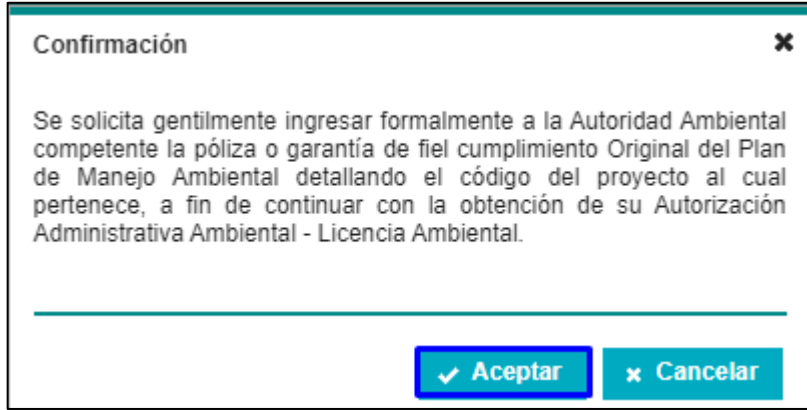 Confirmación
Se solicita gentilmente ingresar formalmente a la Autoridad Ambiental
competente la póliza o garantía de fiel cumplimiento Original del Plan
de Manejo Ambiental detallando el código del proyecto al cual
pertenece, a fin de continuar con la obtención de su Autorización
Administrativa Ambiental - Licencia Ambiental.
Aceptar
Cancelar